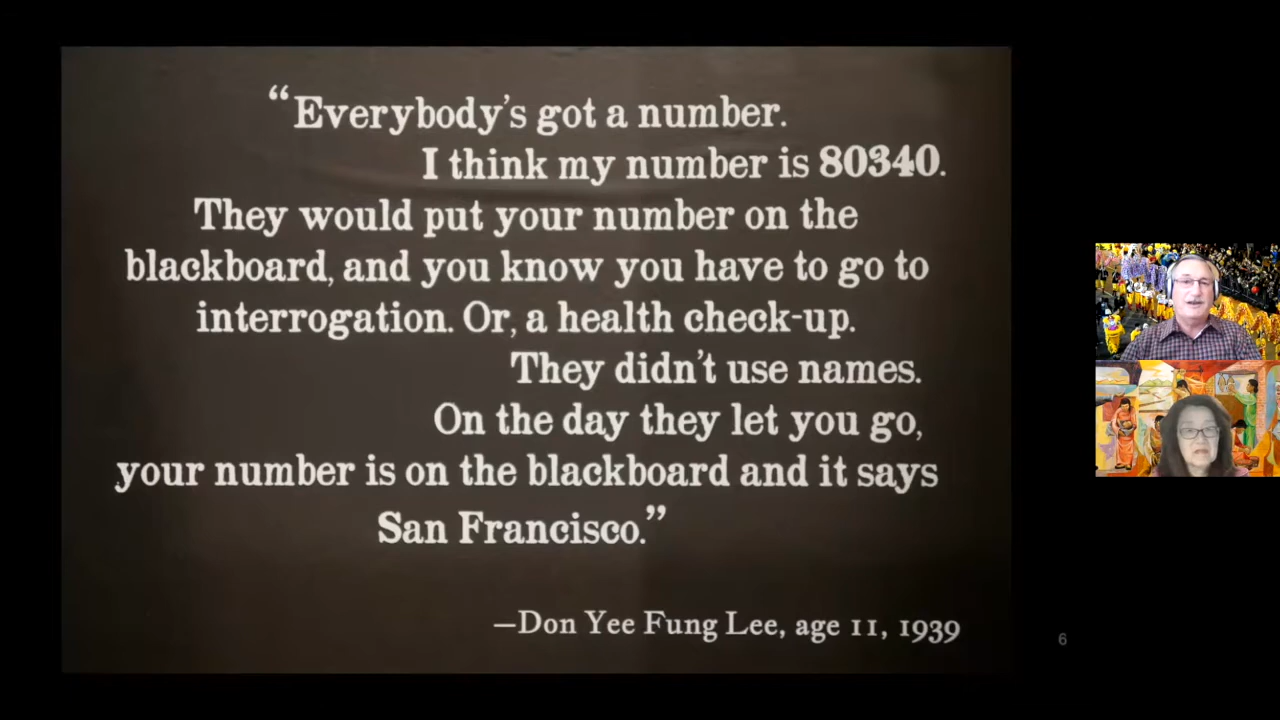 “Everybody’s got a number.
I think my number is 80340.
They would put your number on the
blackboard, and you know you have to go to
interrogation. Or, a health check-up.
They didn’t use names.
On the day they let you go,
your number is on the blackboard and it says
San Francisco.”
—Don Yee Fung Lee, age 11, 1939
6